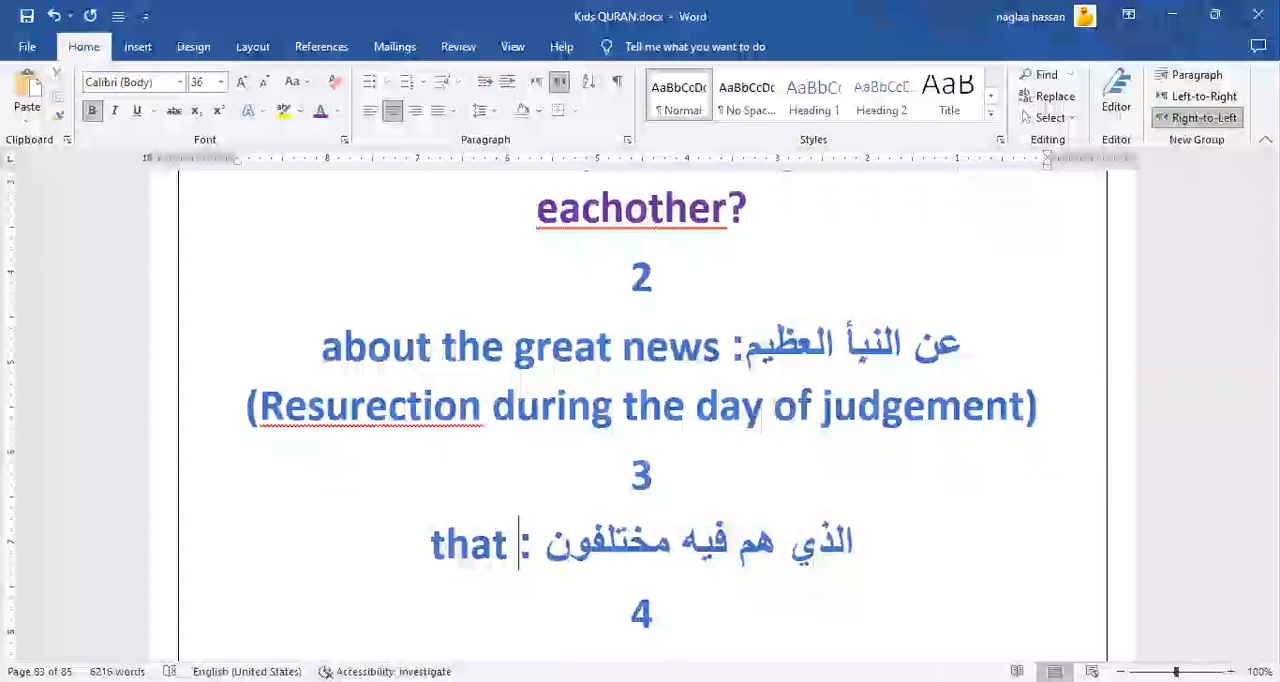 Kids QURAN.docx - Word
naglaa hassan
File Home Insert Design Layout References Mailings Review View Help Tell me what you want to do
Paste
Calibri (Body) 36
Find
Replace
Select
Editor
Paragraph
Left-to-Right
Right-to-Left
AaBbCcDc AaBbCcDc AaBbC AaBbCcC AaB
¶ Normal ¶ No Spac... Heading 1 Heading 2 Title
Clipboard Font Paragraph Styles Editing Editor New Group
eachother?
2
عن النبأ العظيم: about the great news
(Resurection during the day of judgement)
3
الذي هم فيه مختلفون : that
4
Page 83 of 85 6216 words English (United States) Accessibility: Investigate 100%